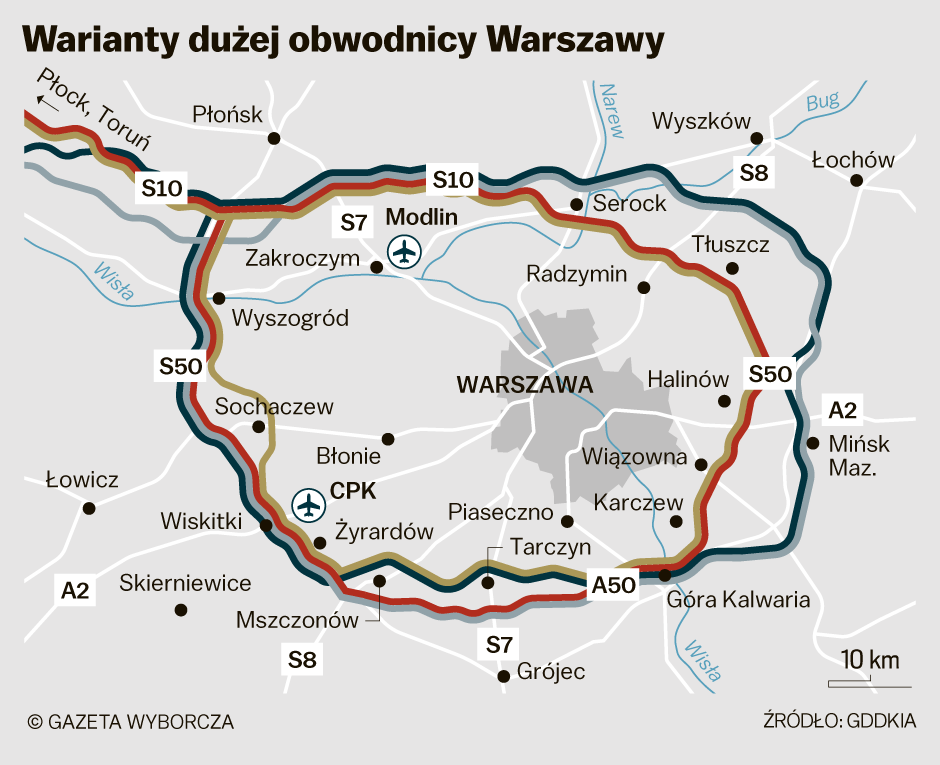 Warianty dużej obwodnicy Warszawy
Płock, Toruń
Płońsk
Narew
Bug
Wyszków
S8
Łochów
S10
S10
Serock
S7
Modlin
Zakroczym
Tłuszcz
Radzymin
Wisła
Wyszogród
S50
WARSZAWA
Halinów
S50
Sochaczew
A2
Błonie
Wiązowna
Mińsk
Maz.
Łowicz
CPK
Karczew
Piaseczno
Wiskitki
Żyrardów
Tarczyn
A2
Skierniewice
A50
Góra Kalwaria
Mszczonów
S8
S7
Wisła
Grójec
10 km
© GAZETA WYBORCZA
ŹRÓDŁO: GDDKIA